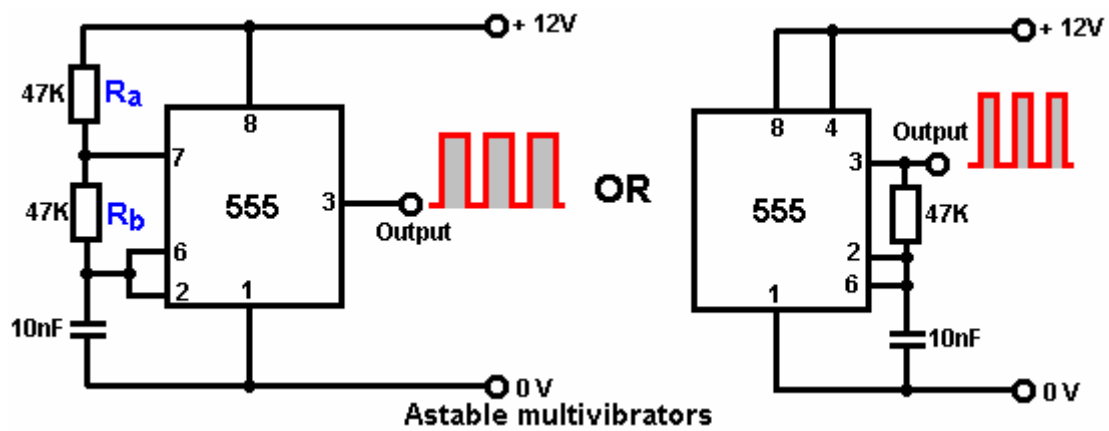 + 12V
47K Ra
8
7
47K Rb
555
3
Output
6
2
1
10nF
0 V
OR
+ 12V
8 4
Output
3
555
47K
2
6
1
10nF
0 V
Astable multivibrators